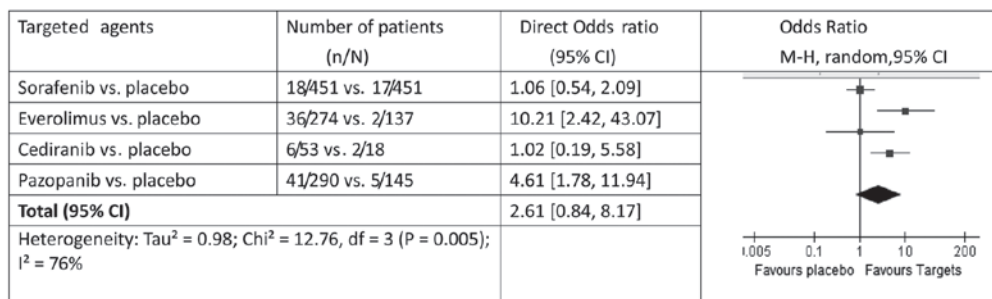 Targeted agents Number of patients Direct Odds ratio Odds Ratio
(n/N) (95% CI) M-H, random,95% CI
Sorafenib vs. placebo 18/451 vs. 17/451 1.06 [0.54, 2.09]
Everolimus vs. placebo 36/274 vs. 2/137 10.21 [2.42, 43.07]
Cediranib vs. placebo 6/53 vs. 2/18 1.02 [0.19, 5.58]
Pazopanib vs. placebo 41/290 vs. 5/145 4.61 [1.78, 11.94]
Total (95% CI) 2.61 [0.84, 8.17]
Heterogeneity: Tau² = 0.98; Chi² = 12.76, df = 3 (P = 0.005);
I² = 76%
.005 0.1 1 10 200
Favours placebo Favours Targets